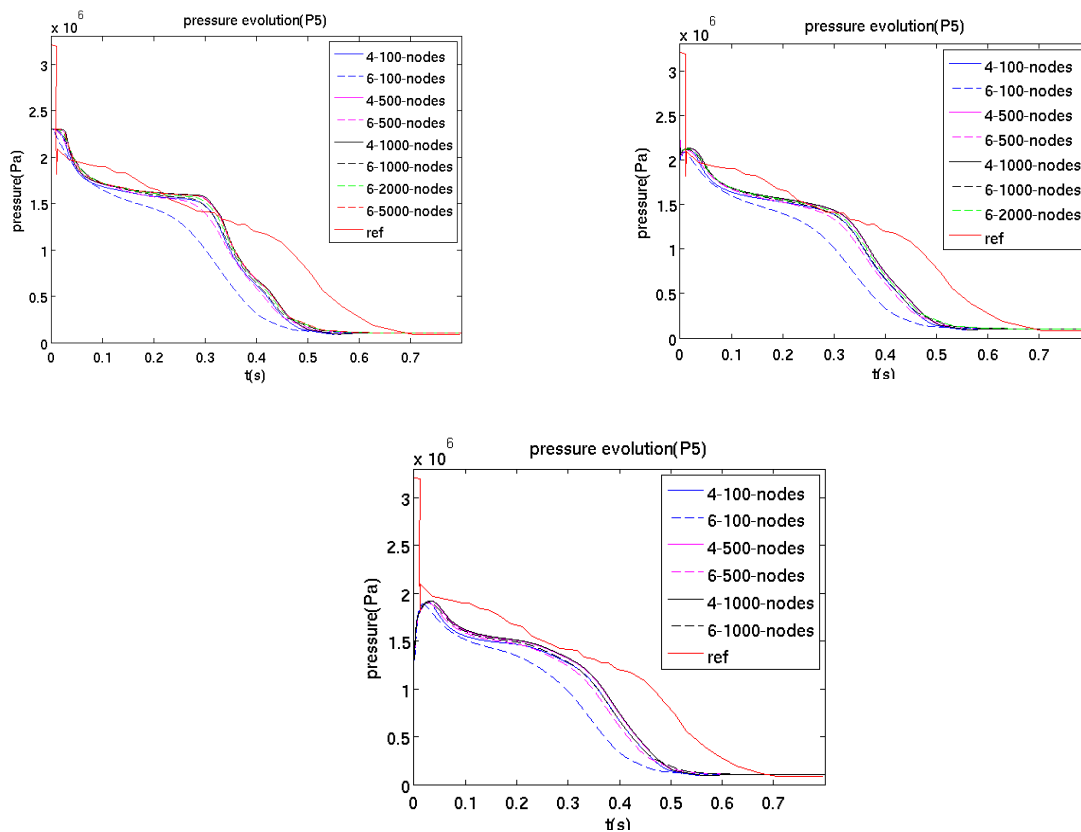 pressure evolution(P5)
x 10 6
pressure(Pa)
3
2.5
2
1.5
1
0.5
0
0 0.1 0.2 0.3 0.4 0.5 0.6 0.7
t(s)
4-100-nodes
6-100-nodes
4-500-nodes
6-500-nodes
4-1000-nodes
6-1000-nodes
6-2000-nodes
6-5000-nodes
ref
pressure evolution(P5)
x 10 6
pressure(Pa)
3
2.5
2
1.5
1
0.5
0
0 0.1 0.2 0.3 0.4 0.5 0.6 0.7
t(s)
4-100-nodes
6-100-nodes
4-500-nodes
6-500-nodes
4-1000-nodes
6-1000-nodes
6-2000-nodes
ref
pressure evolution(P5)
x 10 6
pressure(Pa)
3
2.5
2
1.5
1
0.5
0
0 0.1 0.2 0.3 0.4 0.5 0.6 0.7
t(s)
4-100-nodes
6-100-nodes
4-500-nodes
6-500-nodes
4-1000-nodes
6-1000-nodes
ref